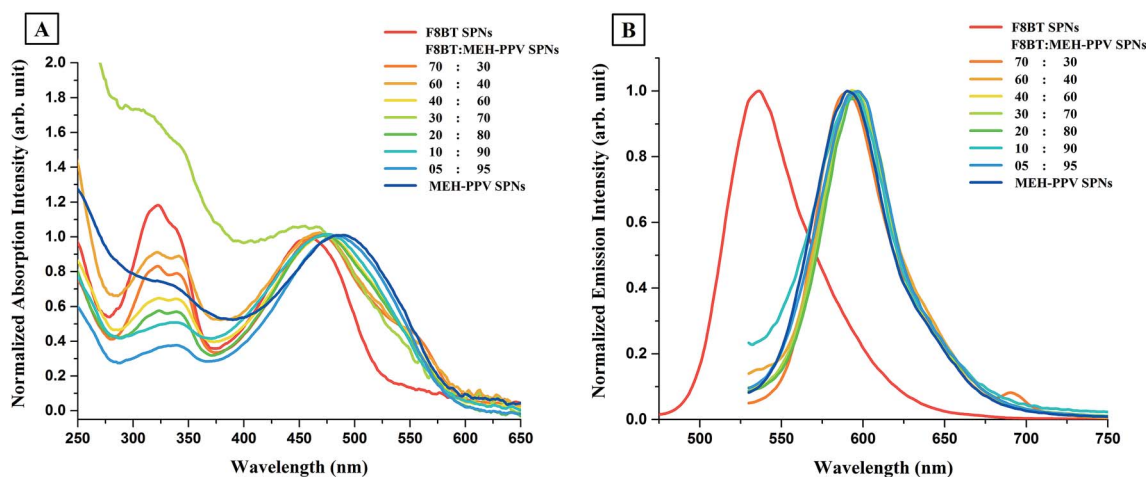 A
F8BT SPNs
F8BT:MEH-PPV SPNs
70 : 30
60 : 40
40 : 60
30 : 70
20 : 80
10 : 90
05 : 95
MEH-PPV SPNs
Normalized Absorption Intensity (arb. unit)
2.0
1.8
1.6
1.4
1.2
1.0
0.8
0.6
0.4
0.2
0.0
250 300 350 400 450 500 550 600 650
Wavelength (nm)
B
F8BT SPNs
F8BT:MEH-PPV SPNs
70 : 30
60 : 40
40 : 60
30 : 70
20 : 80
10 : 90
05 : 95
MEH-PPV SPNs
Normalized Emission Intensity (arb. unit)
1.0
0.8
0.6
0.4
0.2
0.0
500 550 600 650 700 750
Wavelength (nm)